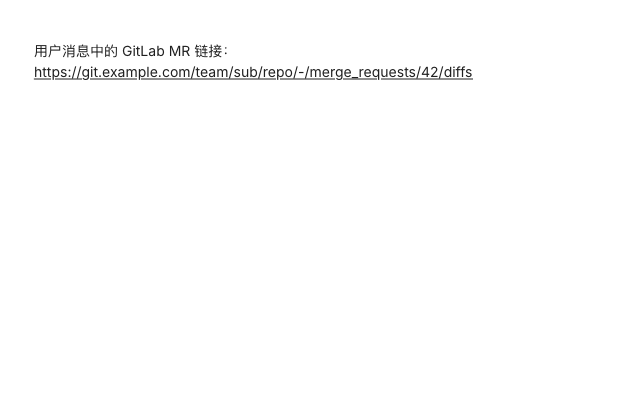 用户消息中的 GitLab MR 链接：
https://git.example.com/team/sub/repo/-/merge_requests/42/diffs